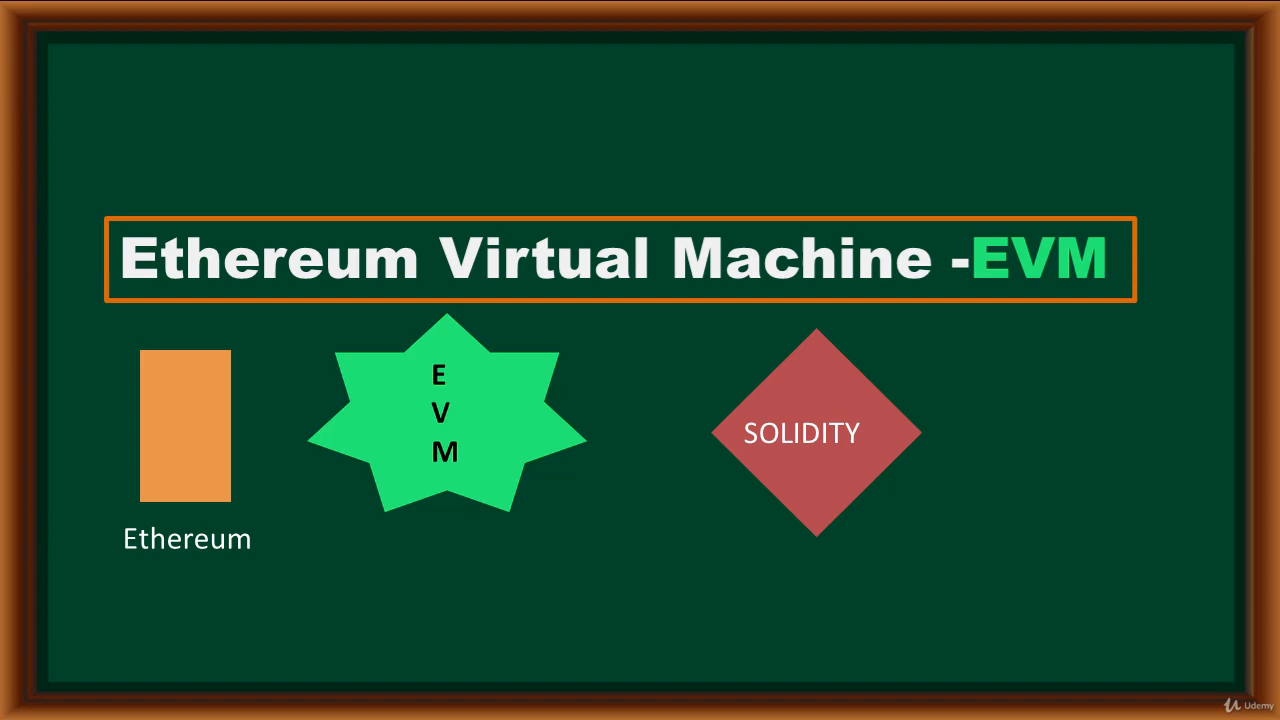 Ethereum Virtual Machine -EVM
E
V
M
SOLIDITY
Ethereum
Udemy